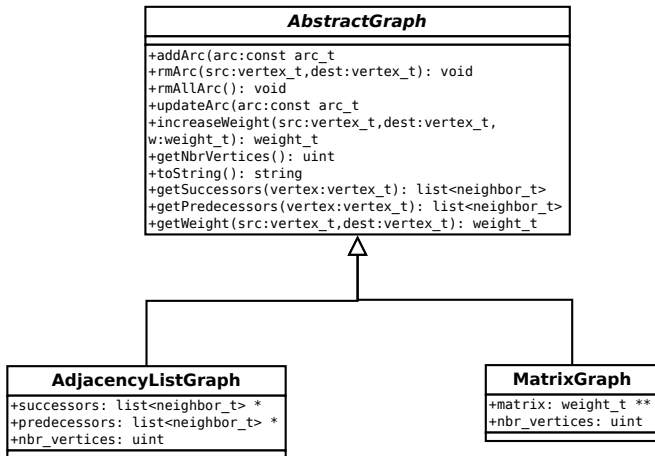 AbstractGraph
+addArc(arc:const arc_t
+rmArc(src:vertex_t,dest:vertex_t): void
+rmAllArc(): void
+updateArc(arc:const arc_t
+increaseWeight(src:vertex_t,dest:vertex_t,
w:weight_t): weight_t
+getNbrVertices(): uint
+toString(): string
+getSuccessors(vertex:vertex_t): list<neighbor_t>
+getPredecessors(vertex:vertex_t): list<neighbor_t>
+getWeight(src:vertex_t,dest:vertex_t): weight_t
AdjacencyListGraph
+successors: list<neighbor_t> *
+predecessors: list<neighbor_t> *
+nbr_vertices: uint
MatrixGraph
+matrix: weight_t **
+nbr_vertices: uint